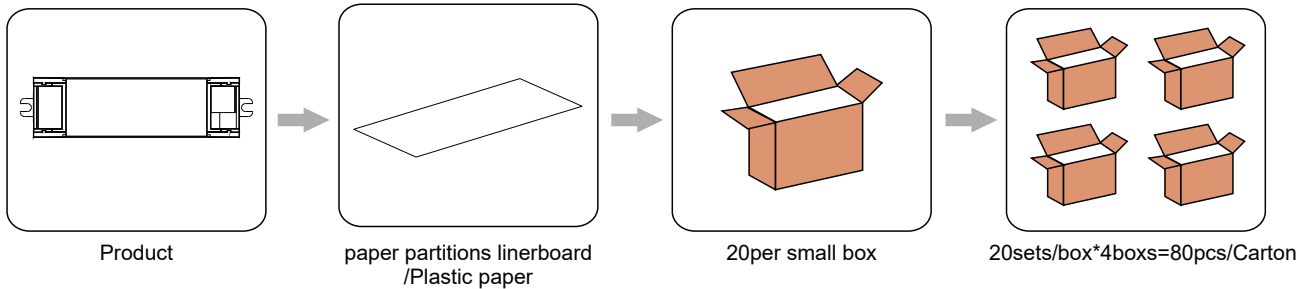 Product
paper partitions linerboard
/Plastic paper
20per small box
20sets/box*4boxs=80pcs/Carton